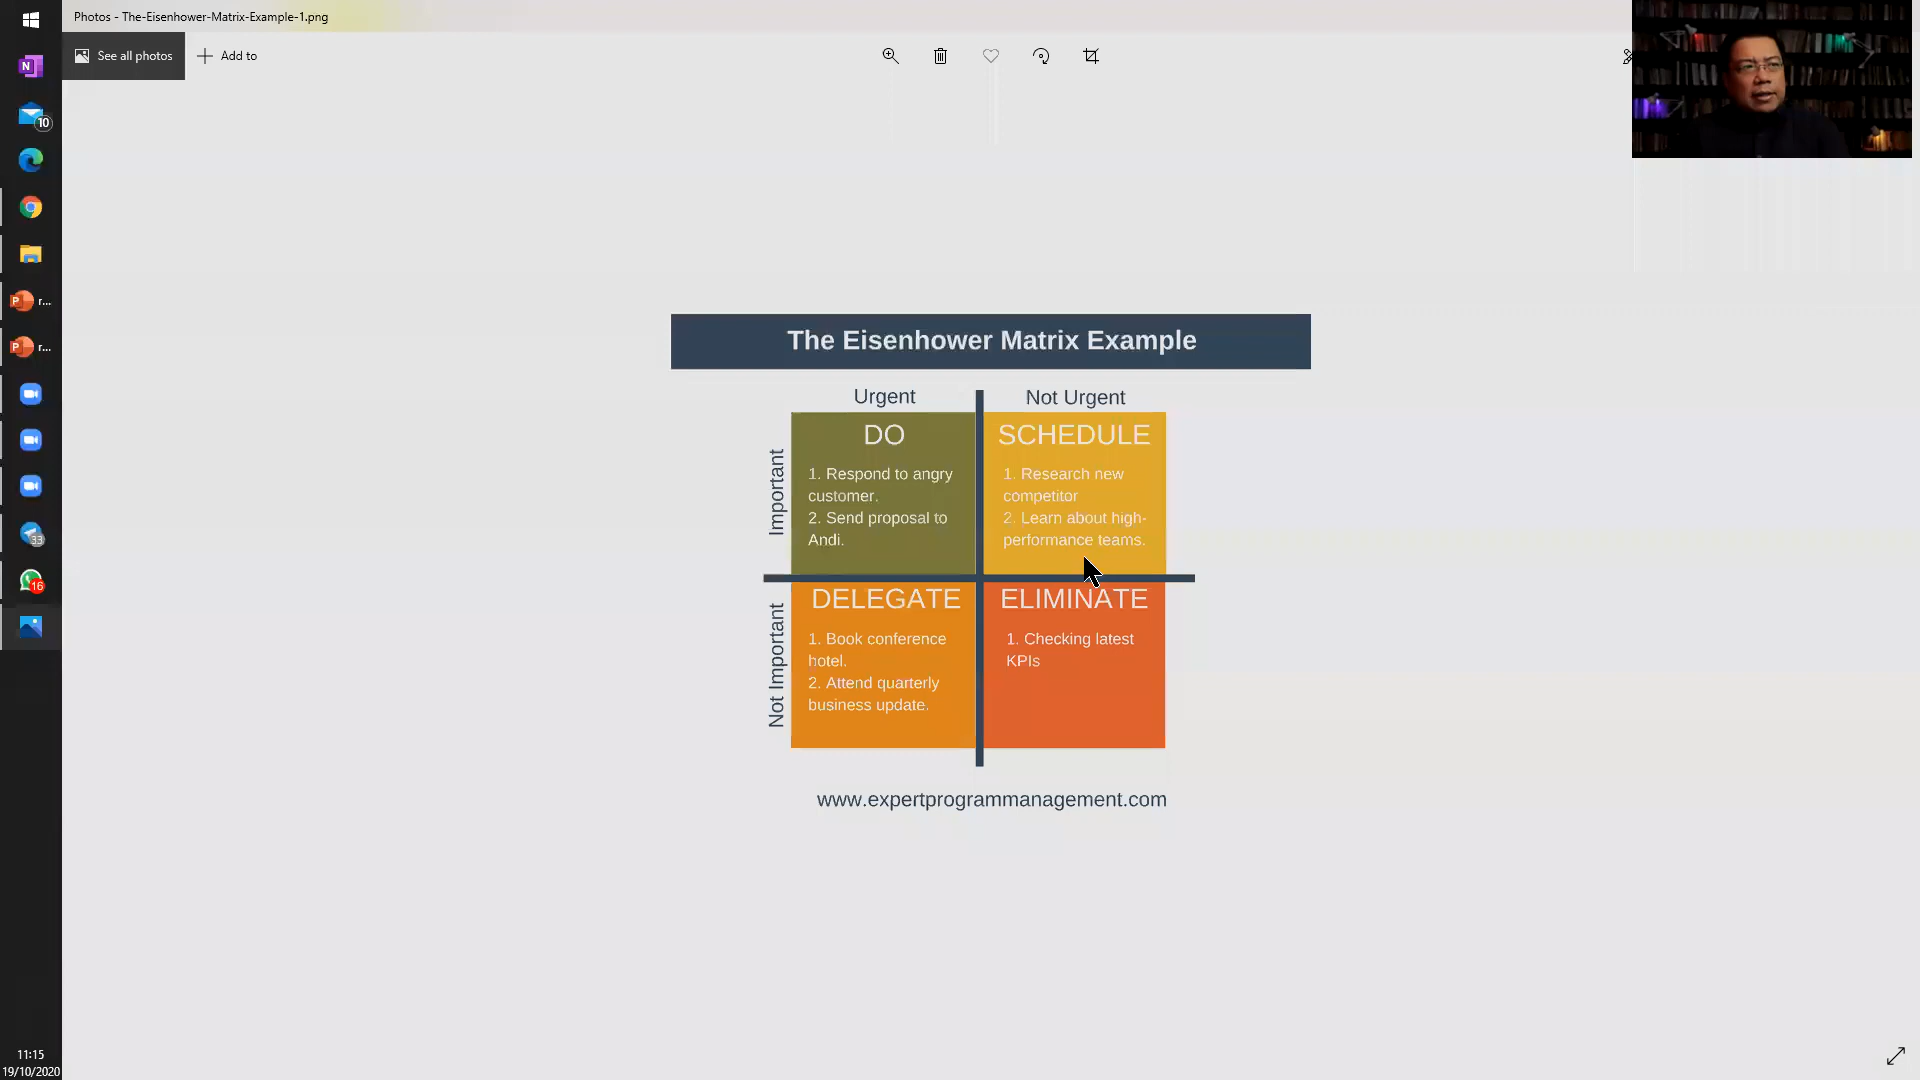 Photos - The-Eisenhower-Matrix-Example-1.png
See all photos
Add to
10
r...
r...
33
16
The Eisenhower Matrix Example
Urgent
Not Urgent
Important
DO
1. Respond to angry
customer.
2. Send proposal to
Andi.
SCHEDULE
1. Research new
competitor
2. Learn about high-
performance teams.
Not Important
DELEGATE
1. Book conference
hotel.
2. Attend quarterly
business update.
ELIMINATE
1. Checking latest
KPIs
www.expertprogrammanagement.com
11:15
19/10/2020